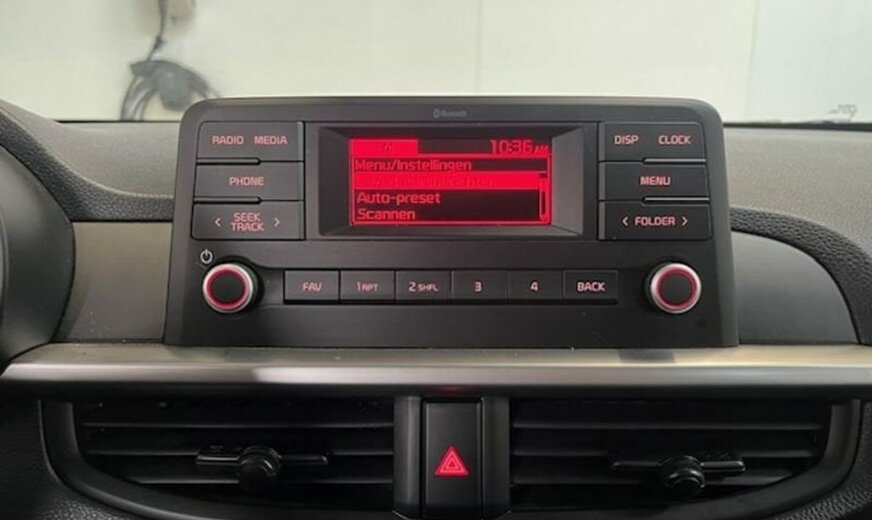 Bluetooth
RADIO MEDIA
10:36 AM
DISP CLOCK
Menu/Instellingen
PHONE
MENU
Auto-preset
< SEEK TRACK >
Scannen
< FOLDER >
FAV
1 RPT
2 SHFL
3
4
BACK